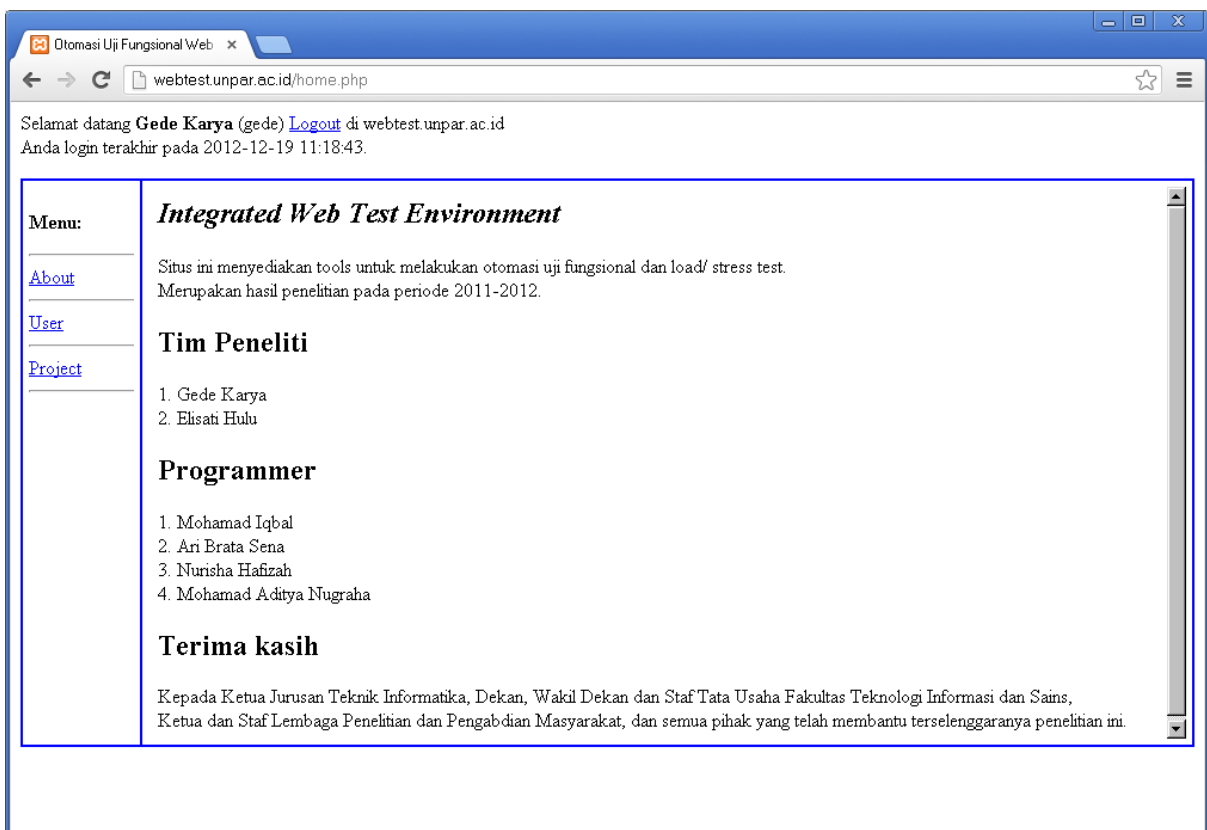 Otomasi Uji Fungsional Web
webtest.unpar.ac.id/home.php
Selamat datang Gede Karya (gede) Logout di webtest.unpar.ac.id
Anda login terakhir pada 2012-12-19 11:18:43.
Menu:
About
User
Project
Integrated Web Test Environment
Situs ini menyediakan tools untuk melakukan otomasi uji fungsional dan load/ stress test.
Merupakan hasil penelitian pada periode 2011-2012.
Tim Peneliti
1. Gede Karya
2. Elisati Hulu
Programmer
1. Mohamad Iqbal
2. Ari Brata Sena
3. Nurisha Hafizah
4. Mohamad Aditya Nugraha
Terima kasih
Kepada Ketua Jurusan Teknik Informatika, Dekan, Wakil Dekan dan Staf Tata Usaha Fakultas Teknologi Informasi dan Sains,
Ketua dan Staf Lembaga Penelitian dan Pengabdian Masyarakat, dan semua pihak yang telah membantu terselenggaranya penelitian ini.